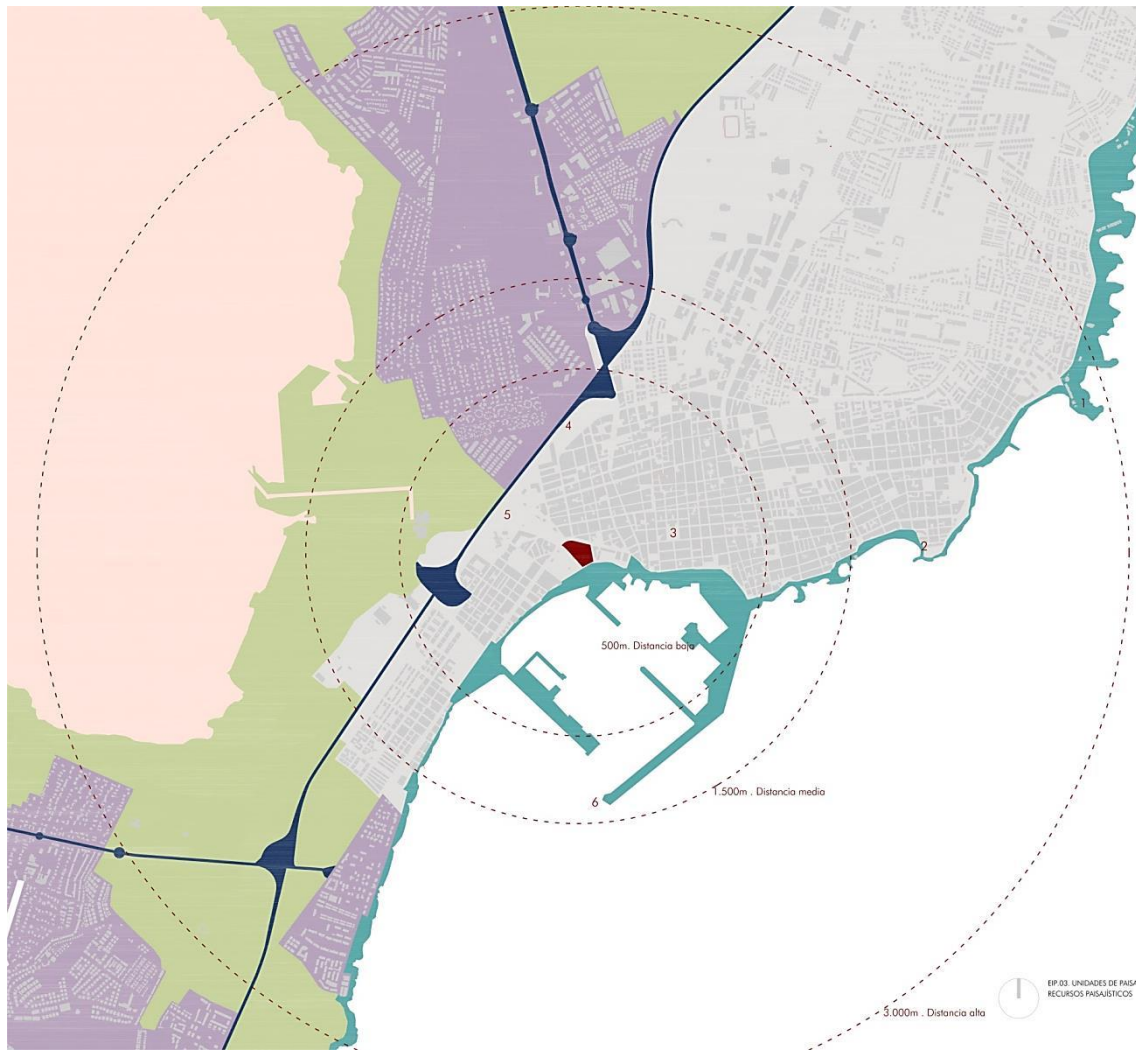 1
4
5
3
2
500m. Distancia baja
1.500m . Distancia media
6
EIP.03. UNIDADES DE PAISA
RECURSOS PAISAJÍSTICOS
3.000m . Distancia alta